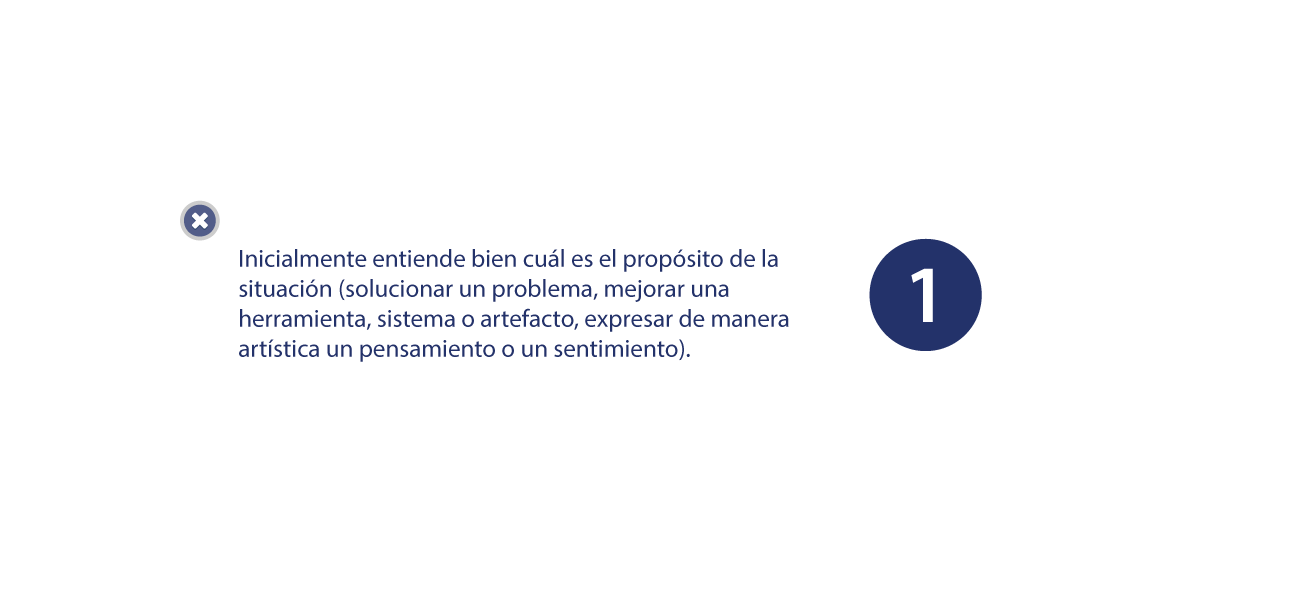 Inicialmente entiende bien cuál es el propósito de la
situación (solucionar un problema, mejorar una
herramienta, sistema o artefacto, expresar de manera
artística un pensamiento o un sentimiento).
1